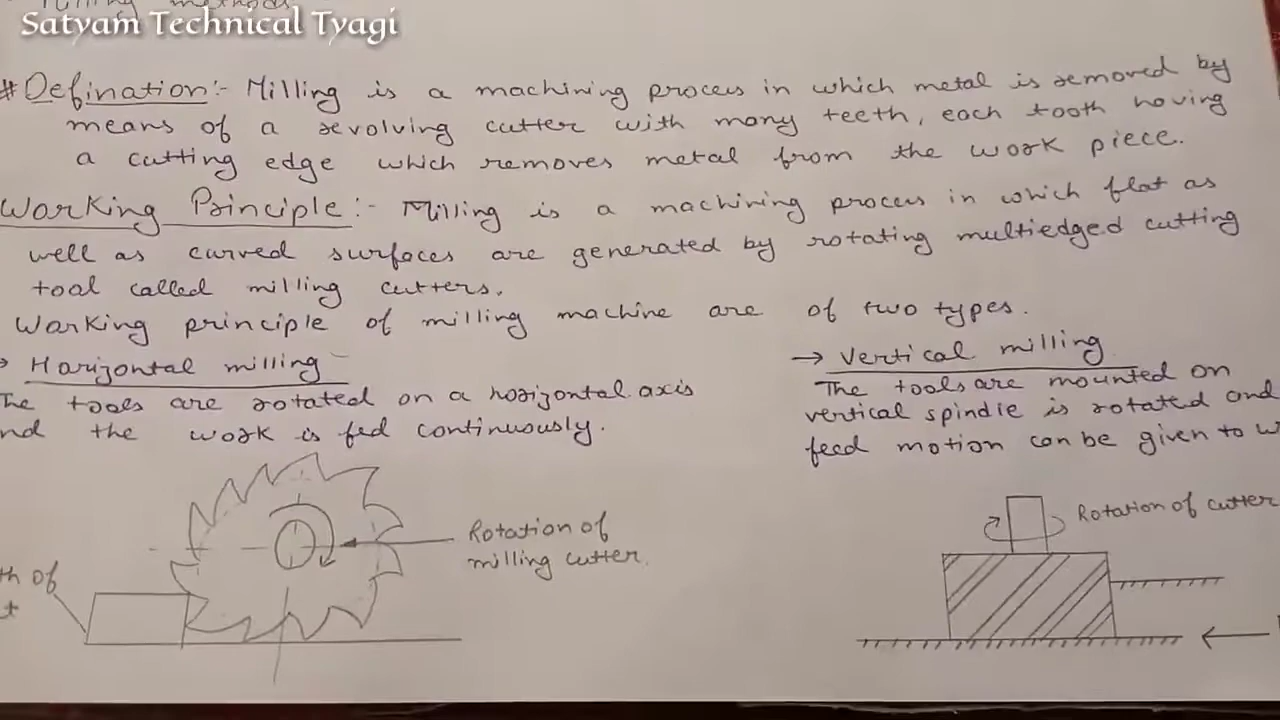 Satyam Technical Tyagi
# Defination:- Milling is a machining process in which metal is removed by
means of a revolving cutter with many teeth, each tooth having
a cutting edge which removes metal from the work piece.
Working Principle:- Milling is a machining process in which flat as
well as curved surfaces are generated by rotating multiedged cutting
tool called milling cutters.
Working principle of milling machine are of two types.
→ Horizontal milling
The tools are rotated on a horizontal axis
nd the work is fed continuously.
→ Vertical milling
The tools are mounted on
vertical spindle is rotated and
feed motion can be given to w
Rotation of
milling cutter.
th of
t
Rotation of cutter